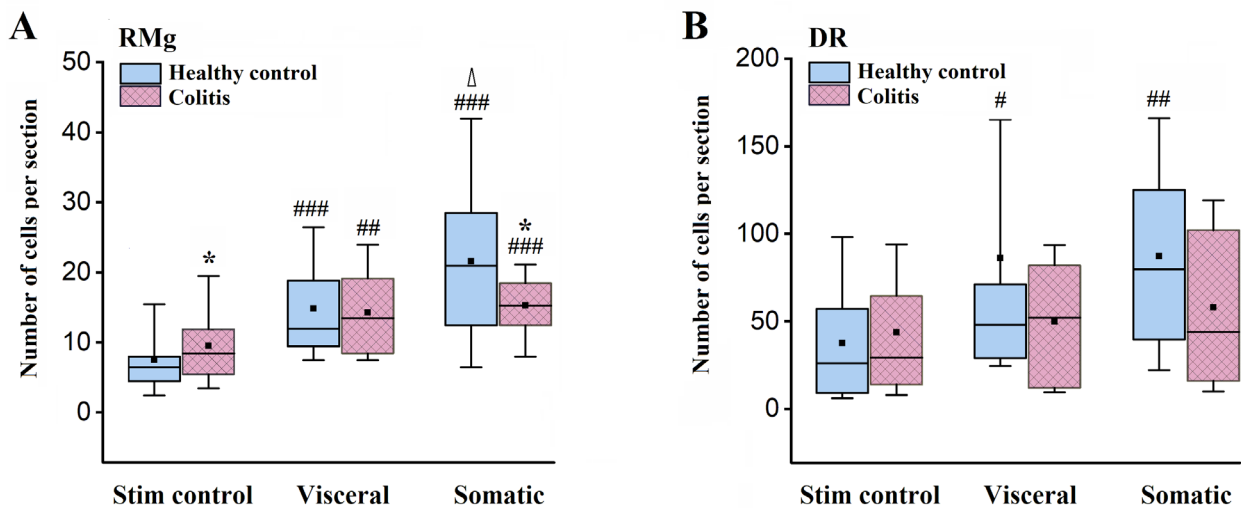 A
RMg
Healthy control
Colitis
Number of cells per section
50
40
30
20
10
0
*
###
##
Δ
###
*
###
Stim control
Visceral
Somatic
B
DR
Healthy control
Colitis
Number of cells per section
200
150
100
50
0
#
##
Stim control
Visceral
Somatic